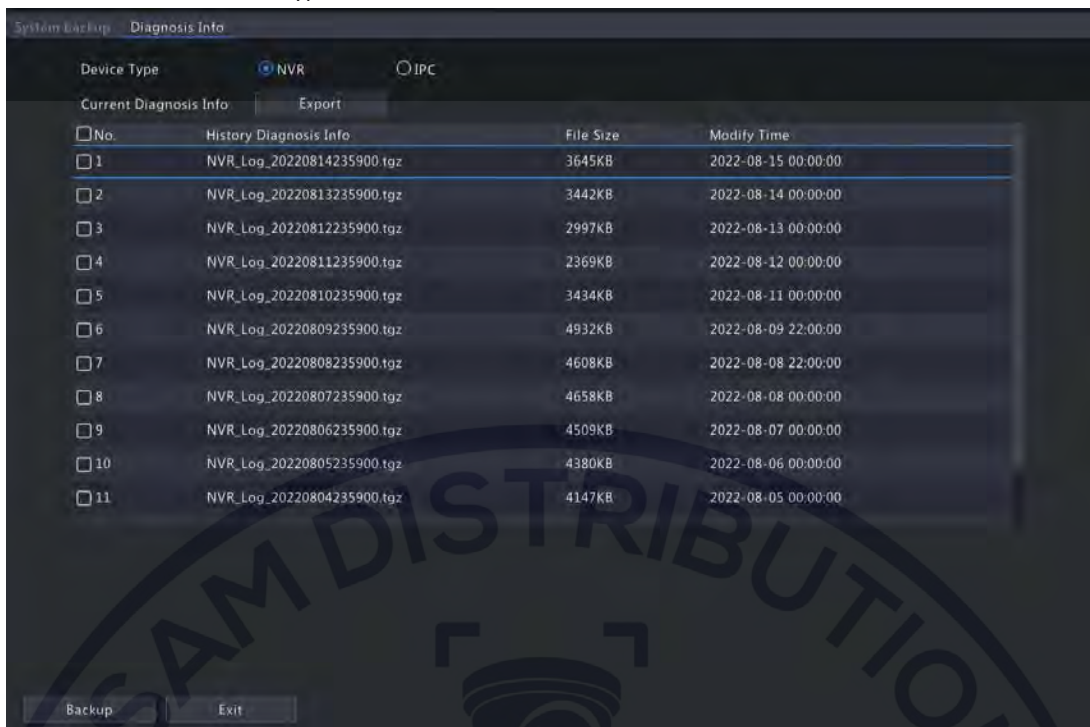 System Backup Diagnosis Info
Device Type NVR IPC
Current Diagnosis Info Export
No. History Diagnosis Info File Size Modify Time
1 NVR_Log_20220814235900.tgz 3645KB 2022-08-15 00:00:00
2 NVR_Log_20220813235900.tgz 3442KB 2022-08-14 00:00:00
3 NVR_Log_20220812235900.tgz 2997KB 2022-08-13 00:00:00
4 NVR_Log_20220811235900.tgz 2369KB 2022-08-12 00:00:00
5 NVR_Log_20220810235900.tgz 3434KB 2022-08-11 00:00:00
6 NVR_Log_20220809235900.tgz 4932KB 2022-08-09 22:00:00
7 NVR_Log_20220808235900.tgz 4608KB 2022-08-08 22:00:00
8 NVR_Log_20220807235900.tgz 4658KB 2022-08-08 00:00:00
9 NVR_Log_20220806235900.tgz 4509KB 2022-08-07 00:00:00
10 NVR_Log_20220805235900.tgz 4380KB 2022-08-06 00:00:00
11 NVR_Log_20220804235900.tgz 4147KB 2022-08-05 00:00:00
SAM DISTRIBUTIO
Backup Exit